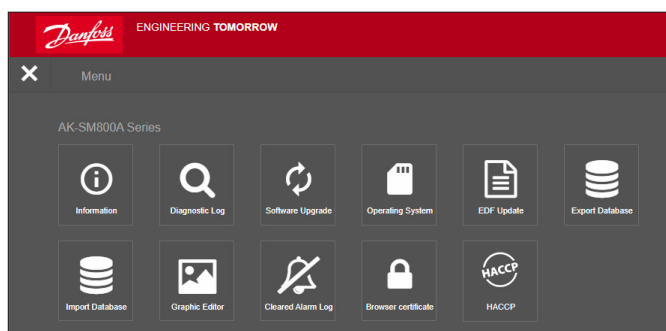 Danfoss
ENGINEERING TOMORROW
Menu
AK-SM800A Series
Information
Diagnostic Log
Software Upgrade
Operating System
EDF Update
Export Database
Import Database
Graphic Editor
Cleared Alarm Log
Browser certificate
HACCP
HACCP